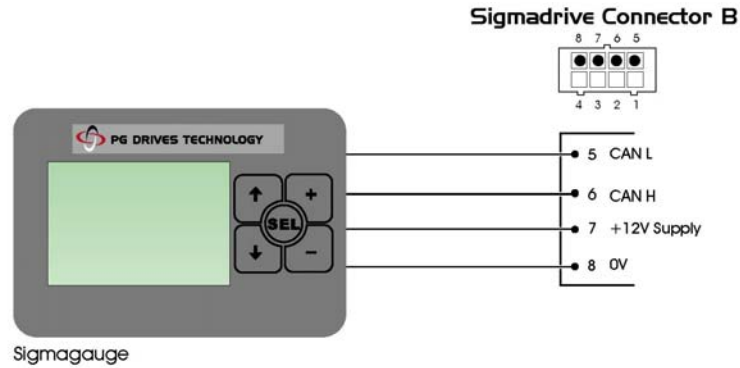 Sigmadrive Connector B
8 7 6 5
4 3 2 1
PG DRIVES TECHNOLOGY
SEL
+
−
5 CAN L
6 CAN H
7 +12V Supply
8 0V
Sigmagauge